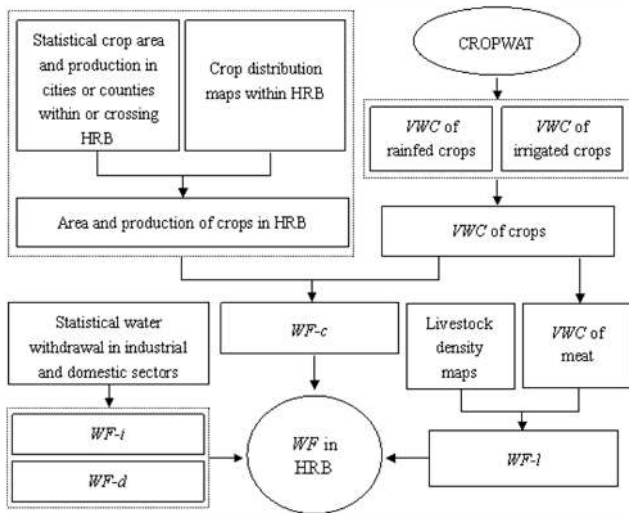 Statistical crop area
and production in
cities or counties
within or crossing
HRB
Crop distribution
maps within HRB
CROPWAT
VWC of
rainfed crops
VWC of
irrigated crops
Area and production of crops in HRB
VWC of crops
Statistical water
withdrawal in industrial
and domestic sectors
WF-c
Livestock
density
maps
VWC of
meat
WF-i
WF-d
WF in
HRB
WF-l